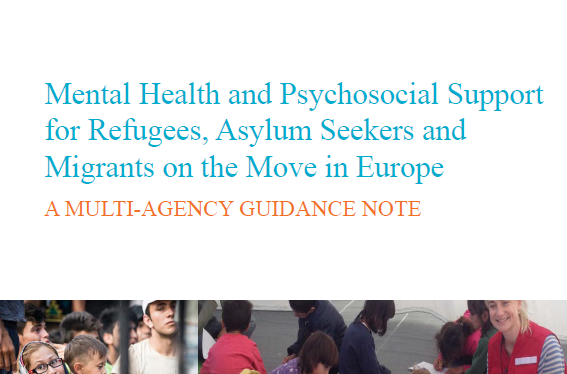 Mental Health and Psychosocial Support
for Refugees, Asylum Seekers and
Migrants on the Move in Europe
A MULTI-AGENCY GUIDANCE NOTE